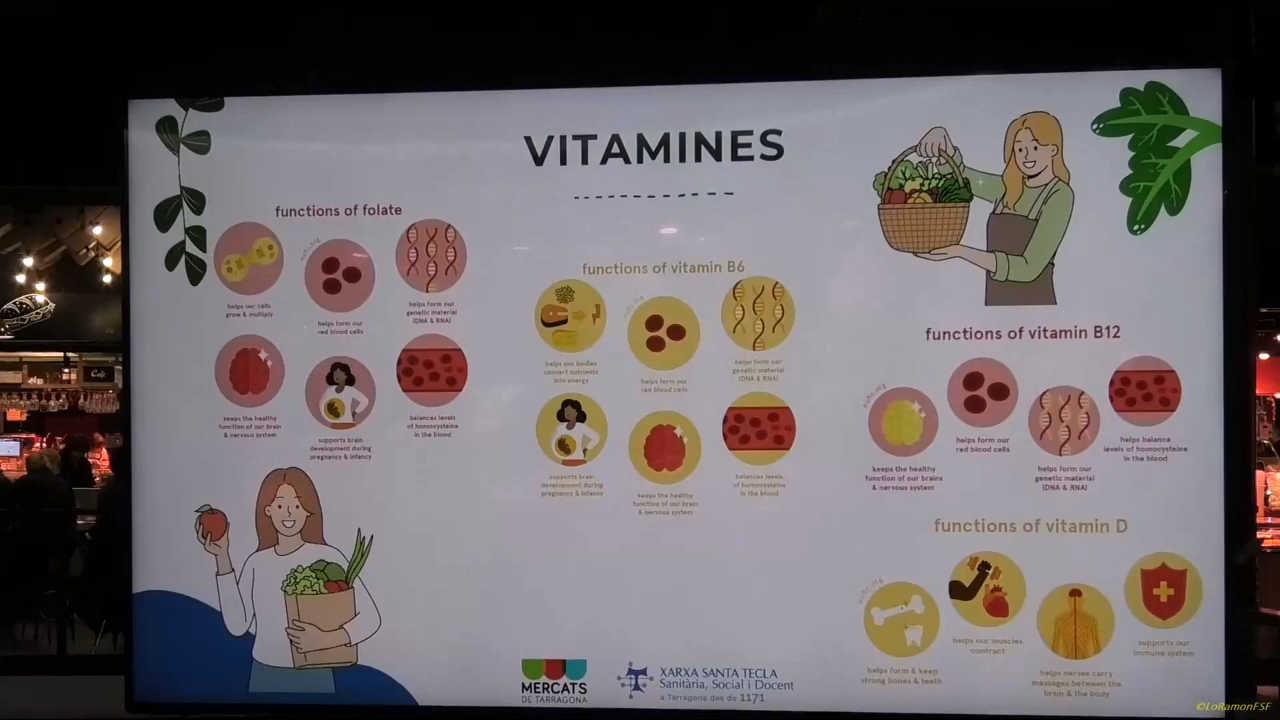 VITAMINES
functions of folate
eufic.org
helps our cells
grow & multiply
helps form our
red blood cells
helps form our
genetic material
(DNA & RNA)
keeps the healthy
function of our brain
& nervous system
supports brain
development during
pregnancy & infancy
balances levels
of homocysteine
in the blood
functions of vitamin B6
helps our bodies
convert nutrients
into energy
helps form our
red blood cells
helps form our
genetic material
(DNA & RNA)
supports brain
development during
pregnancy & infancy
keeps the healthy
function of our brain
& nervous system
balances levels
of homocysteine
in the blood
functions of vitamin B12
keeps the healthy
function of our brains
& nervous system
helps form our
red blood cells
helps form our
genetic material
(DNA & RNA)
helps balance
levels of homocysteine
in the blood
functions of vitamin D
helps form & keep
strong bones & teeth
helps our muscles
contract
helps nerves carry
messages between the
brain & the body
supports our
immune system
MERCATS
DE TARRAGONA
XARXA SANTA TECLA
Sanitària, Social i Docent
a Tarragona des de 1171
Cafe
©LoRamonFSF